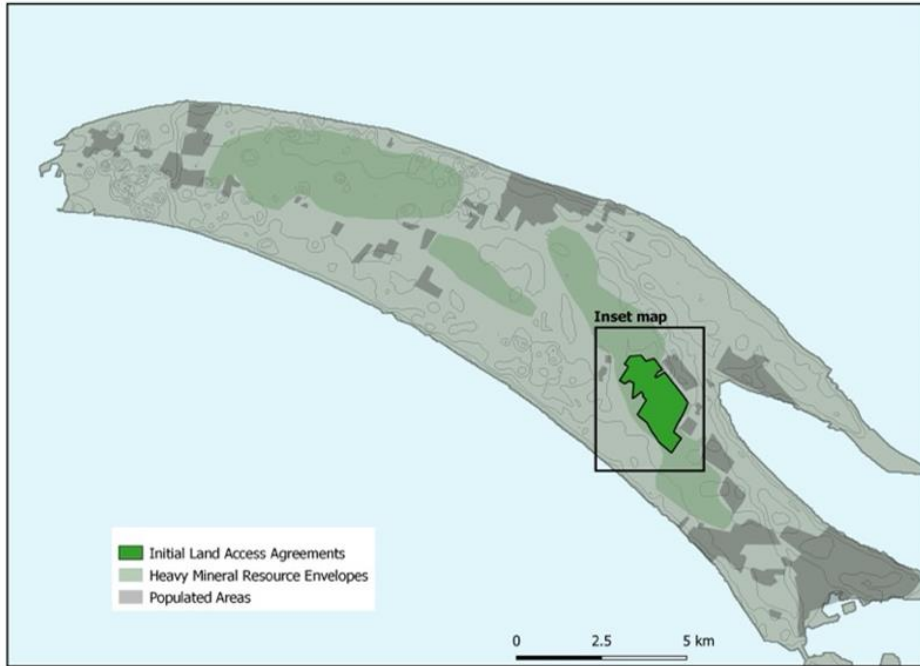 Inset map
Initial Land Access Agreements
Heavy Mineral Resource Envelopes
Populated Areas
0 2.5 5 km